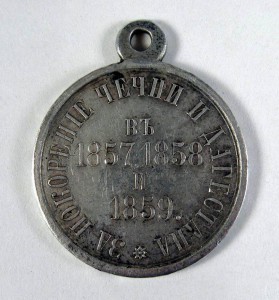 ЗА ПОКОРЕНІЕ ЧЕЧНИ И ДАГЕСТАНА
ВЪ
1857, 1858
И
1859.